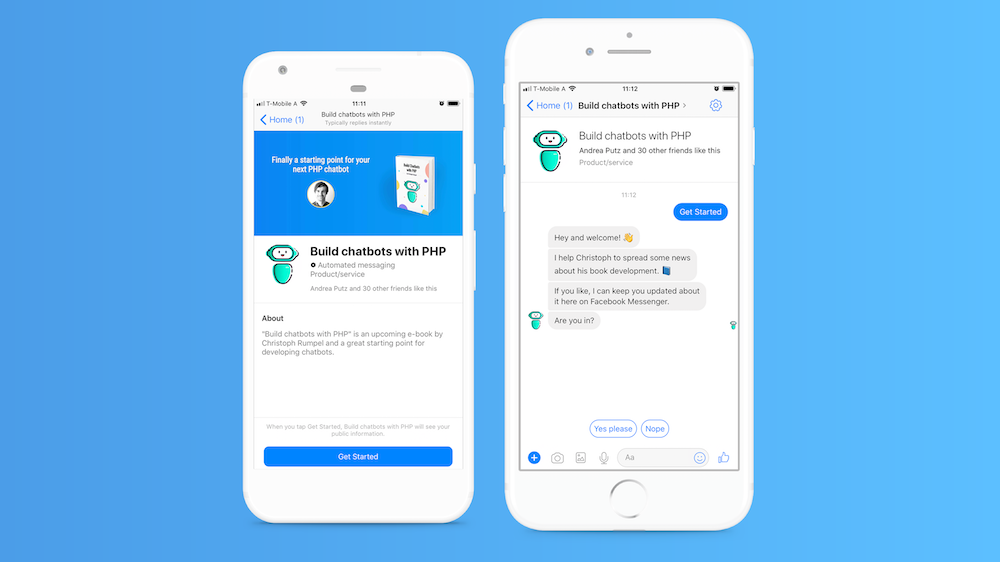 T-Mobile A
11:11
Home (1)
Build chatbots with PHP
Typically replies instantly
Finally a starting point for your
next PHP chatbot
Build Chatbots
with PHP
Build chatbots with PHP
Automated messaging
Product/service
Andrea Putz and 30 other friends like this
About
"Build chatbots with PHP" is an upcoming e-book by
Christoph Rumpel and a great starting point for
developing chatbots.
When you tap Get Started, Build chatbots with PHP will see your
public information.
Get Started
T-Mobile A
11:12
Home (1)
Build chatbots with PHP
Build chatbots with PHP
Andrea Putz and 30 other friends like this
Product/service
11:12
Get Started
Hey and welcome! 👋
I help Christoph to spread some news
about his book development. 📘
If you like, I can keep you updated about
it here on Facebook Messenger.
Are you in?
Yes please
Nope
Aa